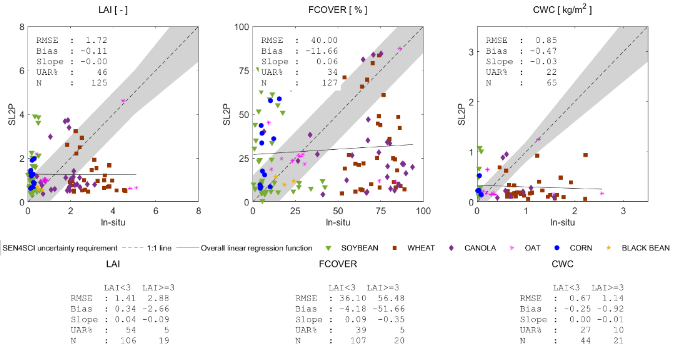 LAI [ - ]
RMSE : 1.72
Bias : -0.11
Slope : -0.00
UAR% : 46
N : 125
SL2P
8
6
4
2
0
0 2 4 6 8
In-situ
FCOVER [ % ]
RMSE : 40.00
Bias : -11.66
Slope : 0.06
UAR% : 34
N : 127
SL2P
100
75
50
25
0
0 25 50 75 100
In-situ
CWC [ kg/m² ]
RMSE : 0.85
Bias : -0.47
Slope : -0.03
UAR% : 22
N : 65
SL2P
3
2
1
0
0 1 2 3
In-situ
SEN4SCI uncertainty requirement 1:1 line Overall linear regression function SOYBEAN WHEAT CANOLA OAT CORN BLACK BEAN
LAI
LAI<3 LAI>=3
RMSE : 1.41 2.88
Bias : 0.34 -2.66
Slope : 0.04 -0.09
UAR% : 54 5
N : 106 19
FCOVER
LAI<3 LAI>=3
RMSE : 36.10 56.48
Bias : -4.18 -51.66
Slope : 0.09 -0.35
UAR% : 39 5
N : 107 20
CWC
LAI<3 LAI>=3
RMSE : 0.67 1.14
Bias : -0.25 -0.92
Slope : 0.00 -0.01
UAR% : 27 10
N : 44 21